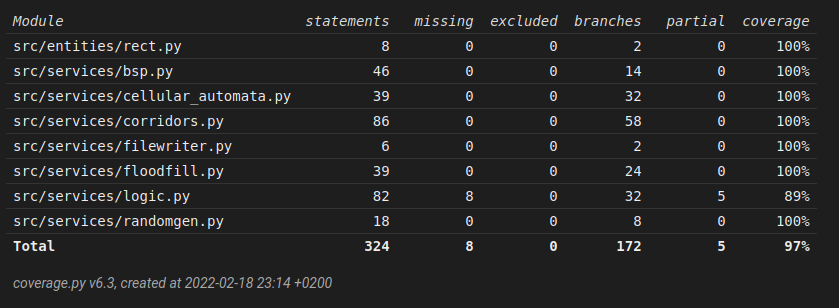 Module statements missing excluded branches partial coverage
src/entities/rect.py 8 0 0 2 0 100%
src/services/bsp.py 46 0 0 14 0 100%
src/services/cellular_automata.py 39 0 0 32 0 100%
src/services/corridors.py 86 0 0 58 0 100%
src/services/filewriter.py 6 0 0 2 0 100%
src/services/floodfill.py 39 0 0 24 0 100%
src/services/logic.py 82 8 0 32 5 89%
src/services/randomgen.py 18 0 0 8 0 100%
Total 324 8 0 172 5 97%
coverage.py v6.3, created at 2022-02-18 23:14 +0200